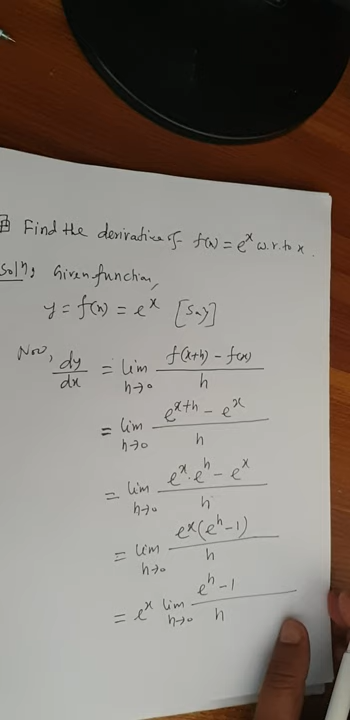 Find the derivative of f(x) = e^x w.r. to x.
Soln, Given function,
y = f(x) = e^x [Say]
Now, dy/dx = lim h→0 (f(x+h) - f(x))/h
= lim h→0 (e^(x+h) - e^x)/h
= lim h→0 (e^x · e^h - e^x)/h
= lim h→0 (e^x (e^h - 1))/h
= e^x lim h→0 (e^h - 1)/h